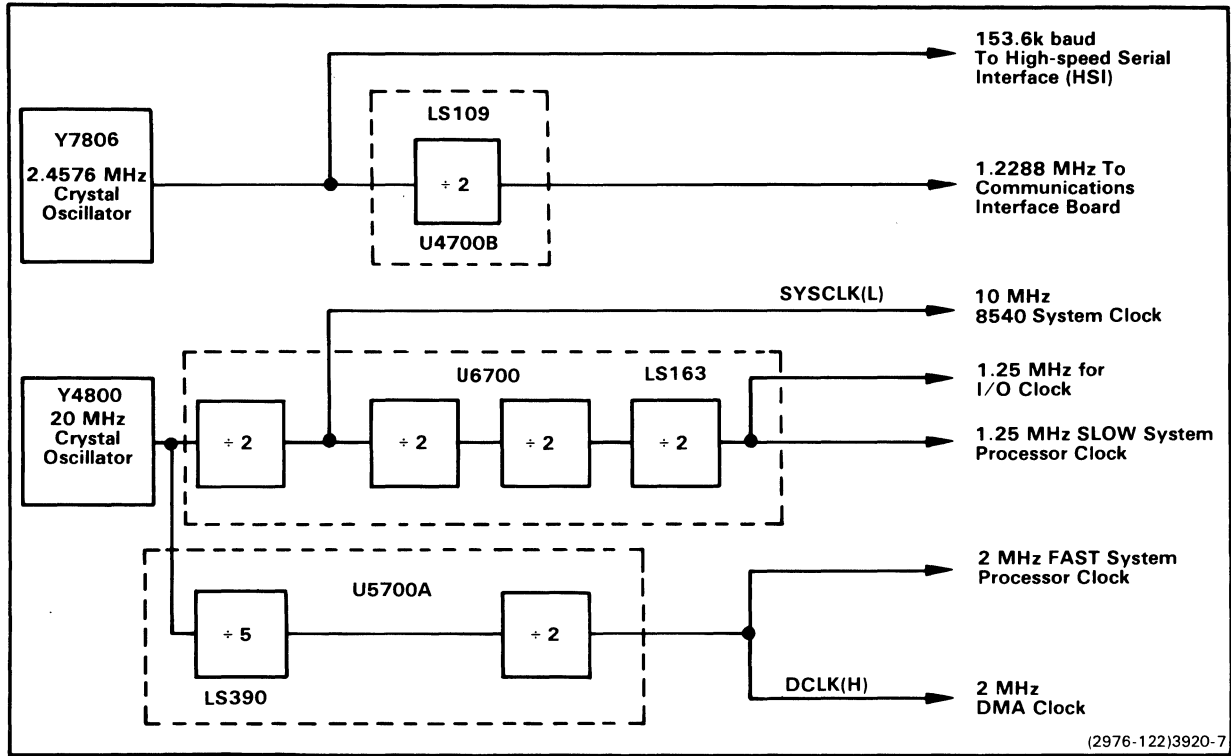 153.6k baud
To High-speed Serial
Interface (HSI)
LS109
Y7806
2.4576 MHz
Crystal
Oscillator
÷ 2
1.2288 MHz To
Communications
Interface Board
U4700B
SYSCLK(L)
10 MHz
8540 System Clock
U6700
LS163
1.25 MHz for
I/O Clock
Y4800
20 MHz
Crystal
Oscillator
÷ 2
÷ 2
÷ 2
÷ 2
1.25 MHz SLOW System
Processor Clock
2 MHz FAST System
Processor Clock
U5700A
÷ 5
÷ 2
LS390
DCLK(H)
2 MHz
DMA Clock
(2976-122)3920-7